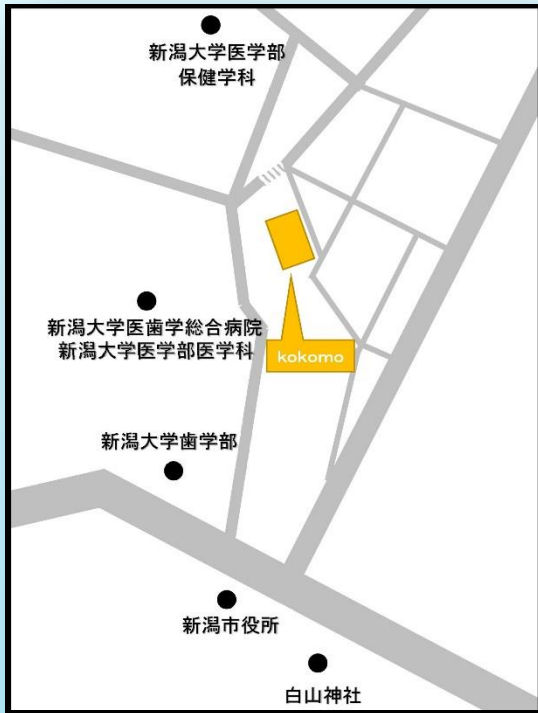 新潟大学医学部
保健学科
新潟大学医歯学総合病院
新潟大学医学部医学科
kokomo
新潟大学歯学部
新潟市役所
白山神社